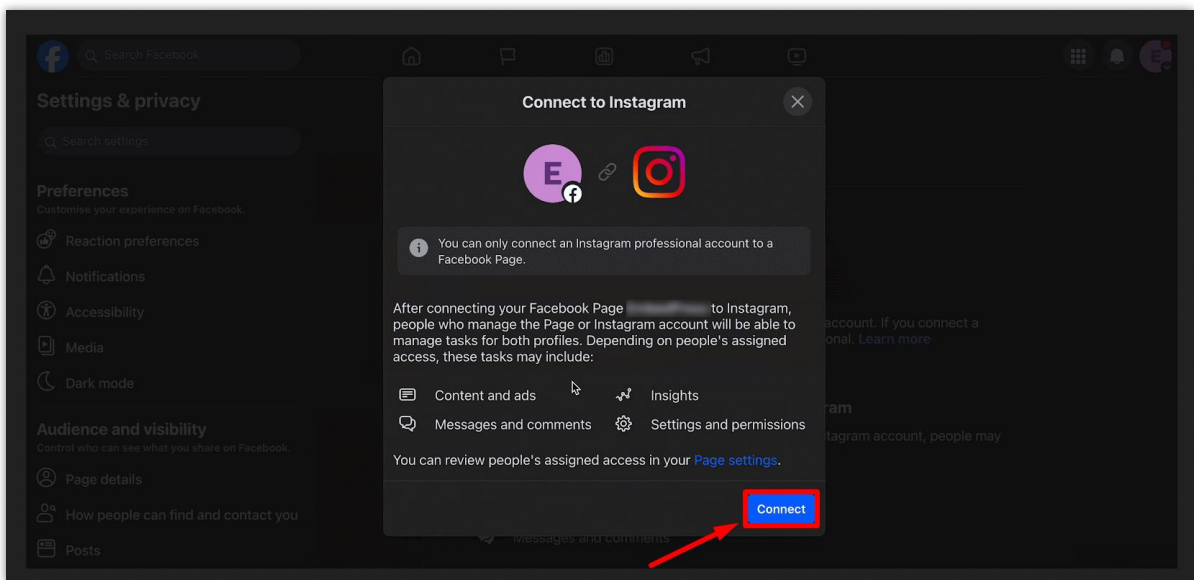 Search Facebook
E
Settings & privacy
Search settings
Preferences
Customise your experience on Facebook.
Reaction preferences
Notifications
Accessibility
Media
Dark mode
Audience and visibility
Control who can see what you share on Facebook.
Page details
How people can find and contact you
Posts
Connect to Instagram
E
You can only connect an Instagram professional account to a
Facebook Page.
After connecting your Facebook Page to Instagram,
people who manage the Page or Instagram account will be able to
manage tasks for both profiles. Depending on people's assigned
access, these tasks may include:
Content and ads
Insights
Messages and comments
Settings and permissions
You can review people's assigned access in your Page settings.
Connect
account. If you connect a
onal. Learn more
ram
tagram account, people may
Messages and comments